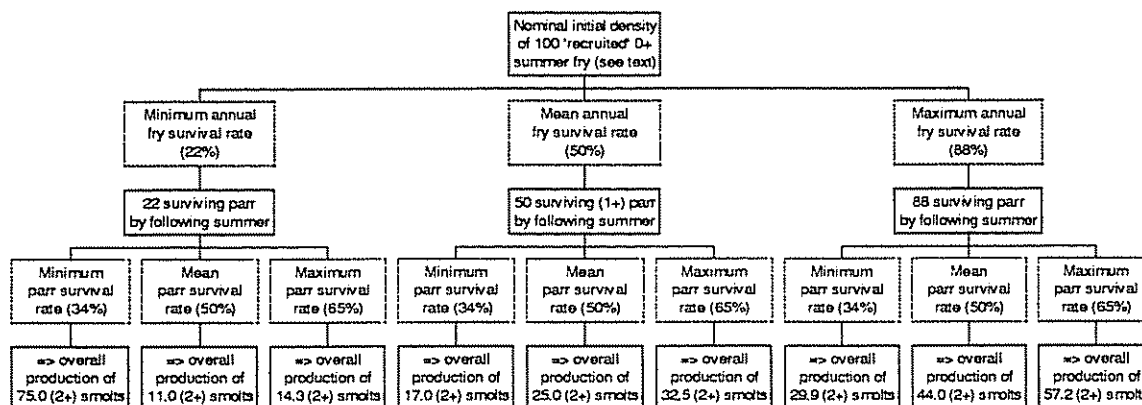 Nominal initial density
of 100 "recruited" 0+
summer fry (see text)
Minimum annual
fry survival rate
(22%)
Mean annual
fry survival rate
(50%)
Maximum annual
fry survival rate
(88%)
22 surviving parr
by following summer
50 surviving (1+) parr
by following summer
88 surviving parr
by following summer
Minimum
parr survival
rate (34%)
Mean
parr survival
rate (50%)
Maximum
parr survival
rate (65%)
Minimum
parr survival
rate (34%)
Mean
parr survival
rate (50%)
Maximum
parr survival
rate (65%)
Minimum
parr survival
rate (34%)
Mean
parr survival
rate (50%)
Maximum
parr survival
rate (65%)
=> overall
production of
75.0 (2+) smolts
=> overall
production of
11.0 (2+) smolts
=> overall
production of
14.3 (2+) smolts
=> overall
production of
17.0 (2+) smolts
=> overall
production of
25.0 (2+) smolts
=> overall
production of
32.5 (2+) smolts
=> overall
production of
29.9 (2+) smolts
=> overall
production of
44.0 (2+) smolts
=> overall
production of
57.2 (2+) smolts